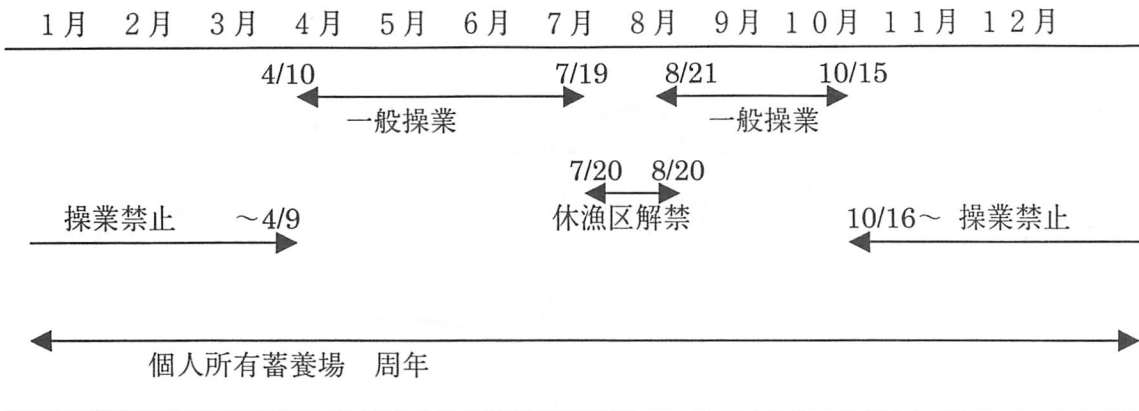 1月 2月 3月 4月 5月 6月 7月 8月 9月 10月 11月 12月
4/10 7/19 8/21 10/15
一般操業 一般操業
7/20 8/20
操業禁止 ～4/9 休漁区解禁 10/16～ 操業禁止
個人所有蓄養場 周年